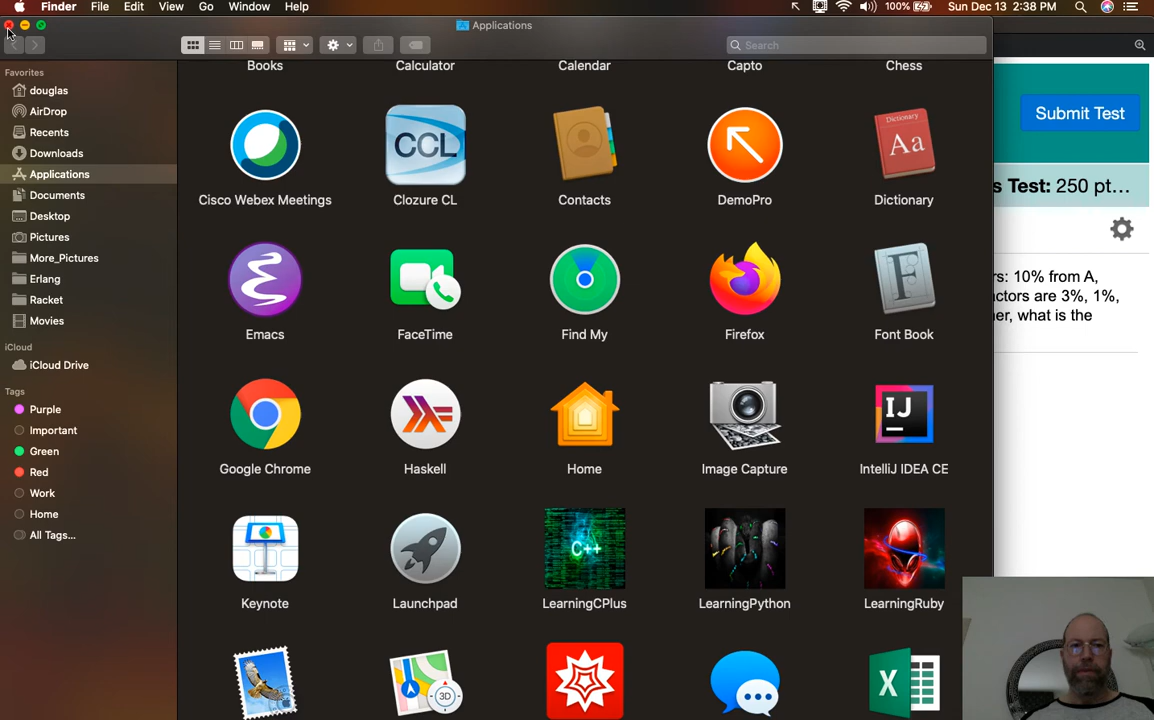 Finder File Edit View Go Window Help 100% Sun Dec 13 2:38 PM
Applications
Search
Favorites
douglas
AirDrop
Recents
Downloads
Applications
Documents
Desktop
Pictures
More_Pictures
Erlang
Racket
Movies
iCloud
iCloud Drive
Tags
Purple
Important
Green
Red
Work
Home
All Tags...
Books Calculator Calendar Capto Chess
CCL
Dictionary
Aa
Cisco Webex Meetings Clozure CL Contacts DemoPro Dictionary
F
Emacs FaceTime Find My Firefox Font Book
IJ
Google Chrome Haskell Home Image Capture IntelliJ IDEA CE
C++
Keynote Launchpad LearningCPlus LearningPython LearningRuby
3D
X
Submit Test
s Test: 250 pt...
rs: 10% from A,
actors are 3%, 1%,
er, what is the